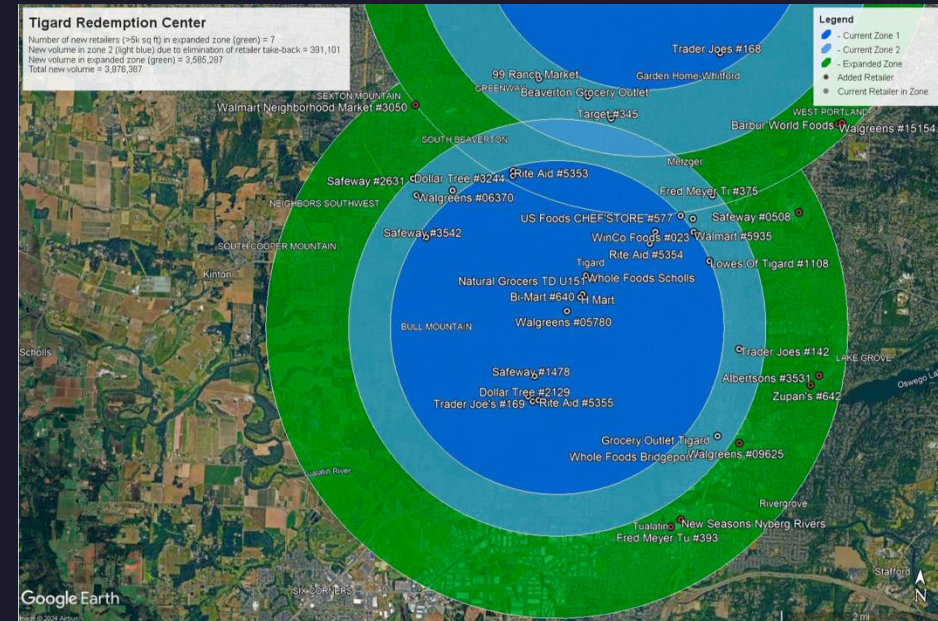 Tigard Redemption Center
Number of new retailers (>5k sq ft) in expanded zone (green) = 7
New volume in zone 2 (light blue) due to elimination of retailer take-back = 391,101
New volume in expanded zone (green) = 3,585,287
Total new volume = 3,976,387
Legend
- Current Zone 1
- Current Zone 2
- Expanded Zone
- Added Retailer
- Current Retailer in Zone
Trader Joes #168
99 Ranch Market
Garden Home-Whitford
GREENWAY
Beaverton Grocery Outlet
SEXTON MOUNTAIN
Walmart Neighborhood Market #3050
Target #345
WEST PORTLAND
Barbur World Foods
Walgreens #15154
SOUTH BEAVERTON
Metzger
Safeway #2631
Dollar Tree #3244
Rite Aid #5353
Walgreens #06370
Fred Meyer Ti #375
NEIGHBORS SOUTHWEST
US Foods CHEF'STORE #577
Safeway #0508
Safeway #3542
WinCo Foods #023
Walmart #5935
SOUTH COOPER MOUNTAIN
Rite Aid #5354
Tigard
Lowes Of Tigard #1108
Kinton
Natural Grocers TD U151
Whole Foods Scholls
Bi-Mart #640
H Mart
Walgreens #05780
BULL MOUNTAIN
Scholls
Trader Joes #142
LAKE GROVE
Safeway #1478
Albertsons #3531
Oswego La
Dollar Tree #2129
Zupan's #642
Trader Joe's #169
Rite Aid #5355
Grocery Outlet Tigard
Whole Foods Bridgeport
Walgreens #09625
Tualatin River
Rivergrove
Tualatin
New Seasons Nyberg Rivers
Fred Meyer Tu #393
Stafford
SIX CORNERS
N
Google Earth
2 mi